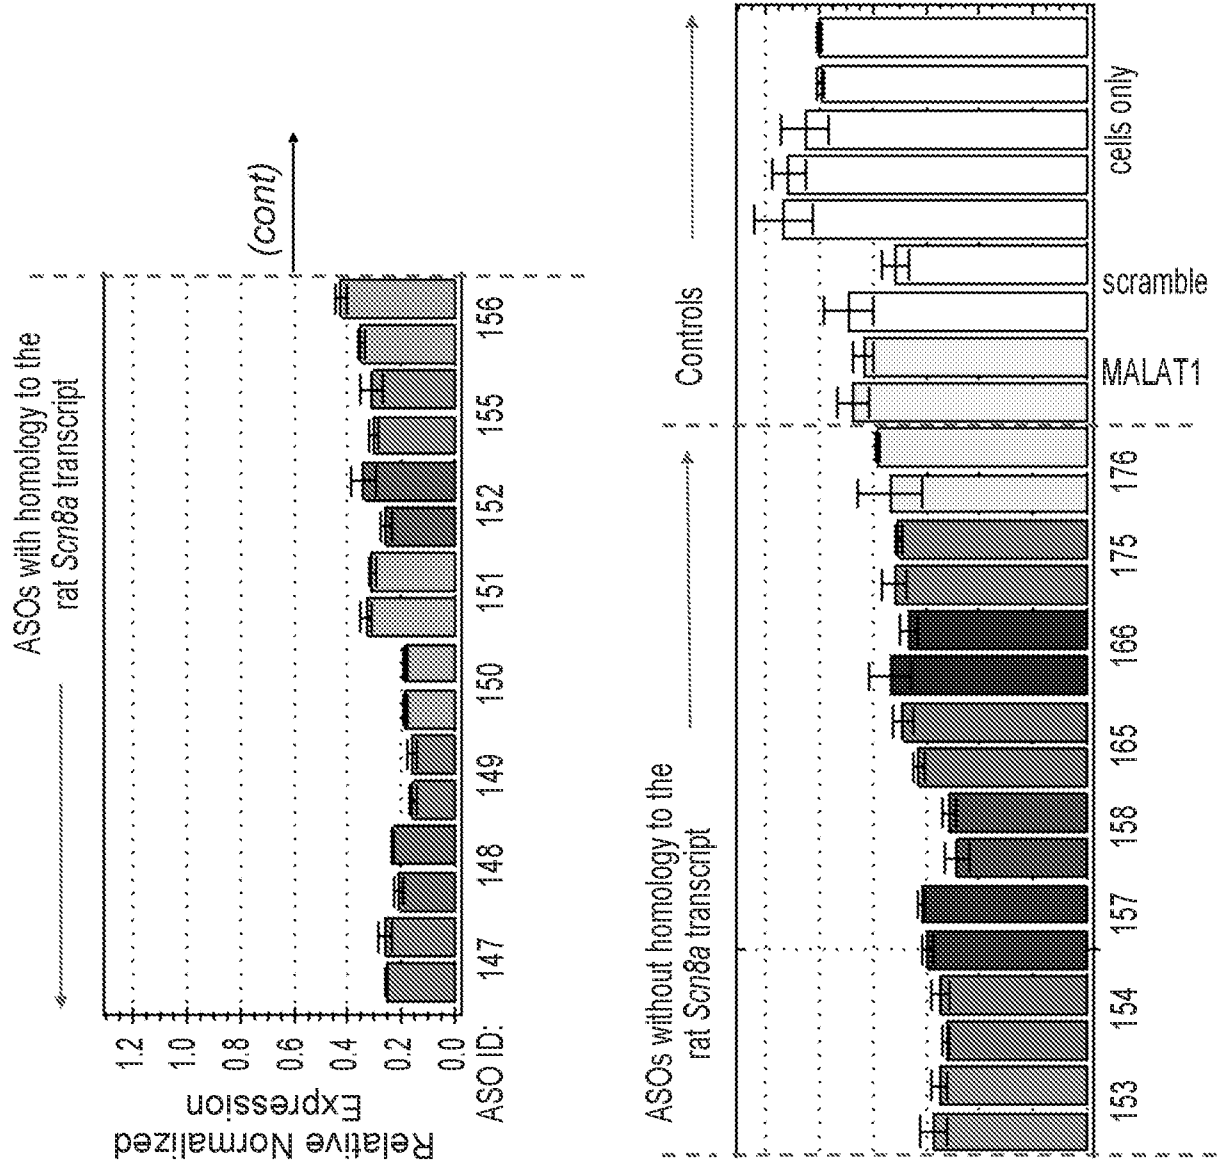 ASOs with homology to the
rat Scn8a transcript
(cont)
Relative Normalized
Expression
1.2
1.0
0.8
0.6
0.4
0.2
0.0
ASO ID:
147
148
149
150
151
152
155
156
ASOs without homology to the
rat Scn8a transcript
Controls
153
154
157
158
165
166
175
176
MALAT1
scramble
cells only